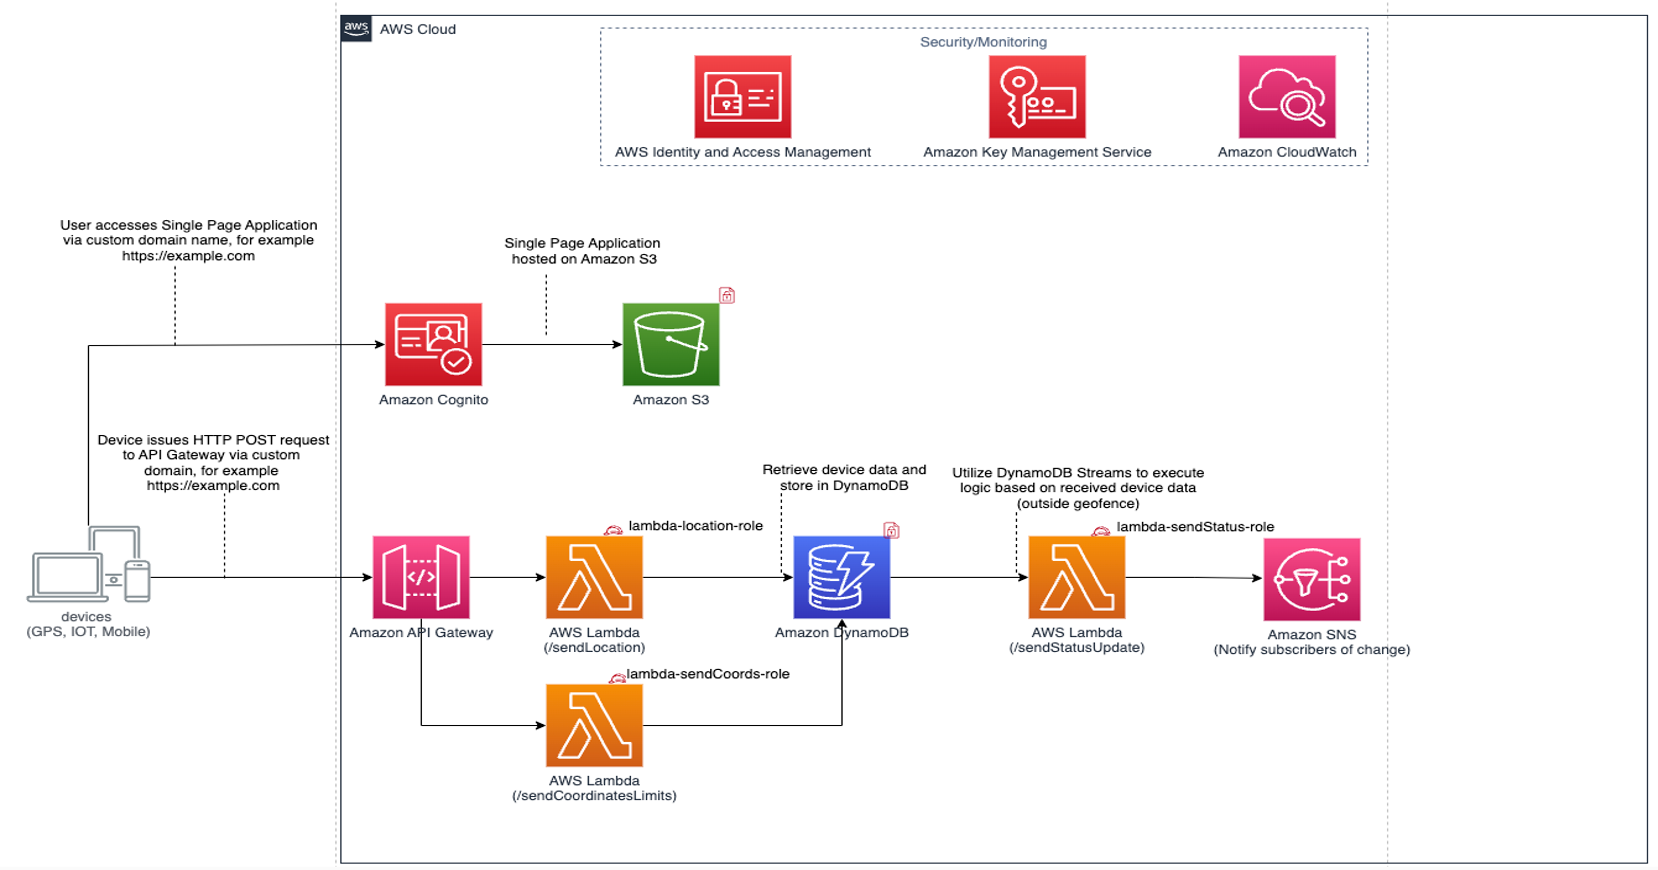 aws
AWS Cloud
Security/Monitoring
AWS Identity and Access Management
Amazon Key Management Service
Amazon CloudWatch
User accesses Single Page Application
via custom domain name, for example
https://example.com
Single Page Application
hosted on Amazon S3
Amazon Cognito
Amazon S3
Device issues HTTP POST request
to API Gateway via custom
domain, for example
https://example.com
Retrieve device data and
store in DynamoDB
Utilize DynamoDB Streams to execute
logic based on received device data
(outside geofence)
lambda-location-role
lambda-sendStatus-role
devices
(GPS, IOT, Mobile)
</>
Amazon API Gateway
AWS Lambda
(/sendLocation)
Amazon DynamoDB
AWS Lambda
(/sendStatusUpdate)
Amazon SNS
(Notify subscribers of change)
lambda-sendCoords-role
AWS Lambda
(/sendCoordinatesLimits)